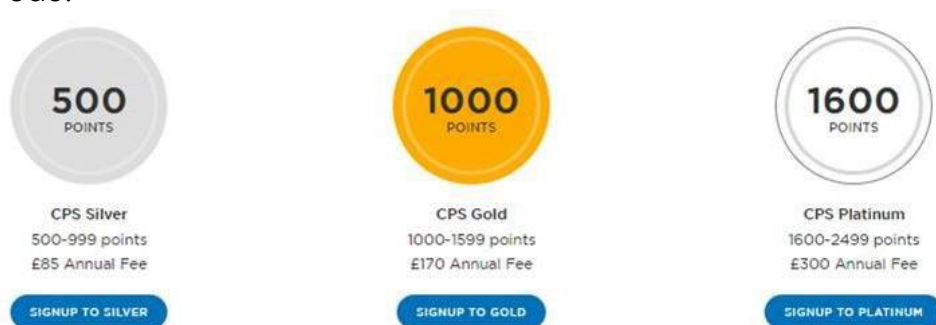 500
POINTS
CPS Silver
500-999 points
£85 Annual Fee
SIGNUP TO SILVER
1000
POINTS
CPS Gold
1000-1599 points
£170 Annual Fee
SIGNUP TO GOLD
1600
POINTS
CPS Platinum
1600-2499 points
£300 Annual Fee
SIGNUP TO PLATINUM